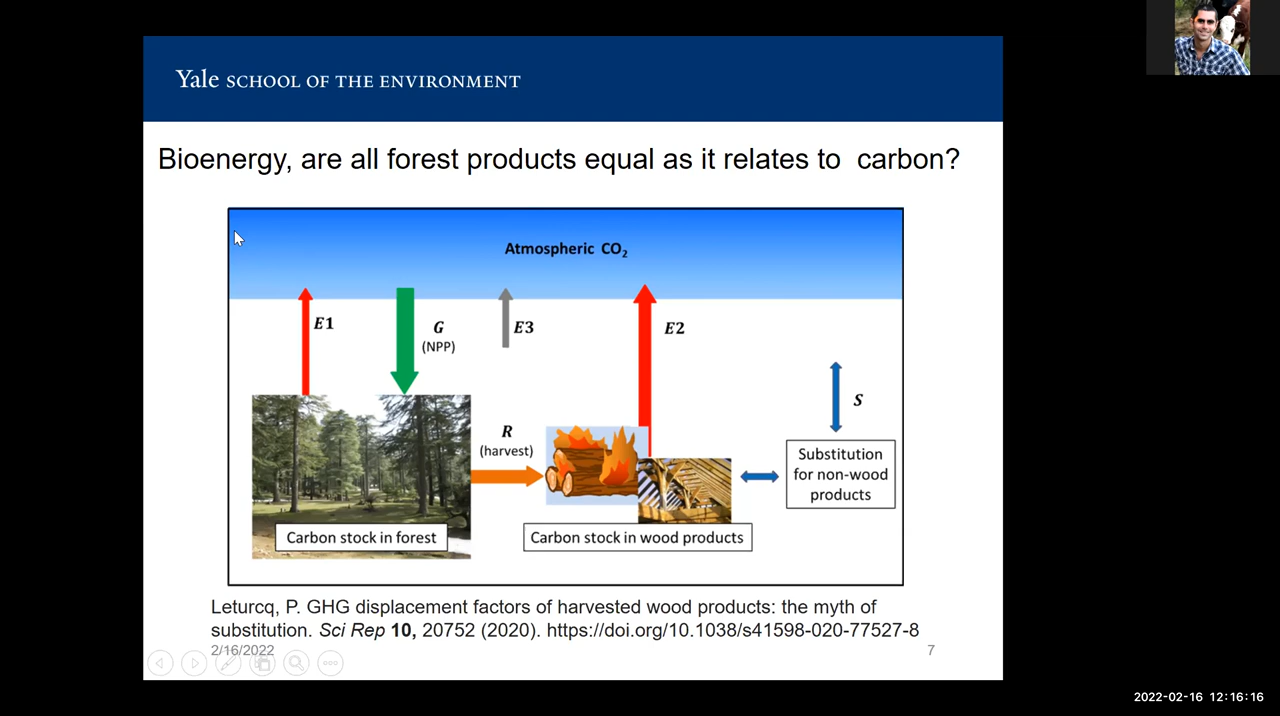 Yale SCHOOL OF THE ENVIRONMENT
Bioenergy, are all forest products equal as it relates to carbon?
Atmospheric CO₂
E1
G
(NPP)
E3
E2
S
R
(harvest)
Substitution
for non-wood
products
Carbon stock in forest
Carbon stock in wood products
Leturcq, P. GHG displacement factors of harvested wood products: the myth of
substitution. Sci Rep 10, 20752 (2020). https://doi.org/10.1038/s41598-020-77527-8
2/16/2022
7
2022-02-16 12:16:16